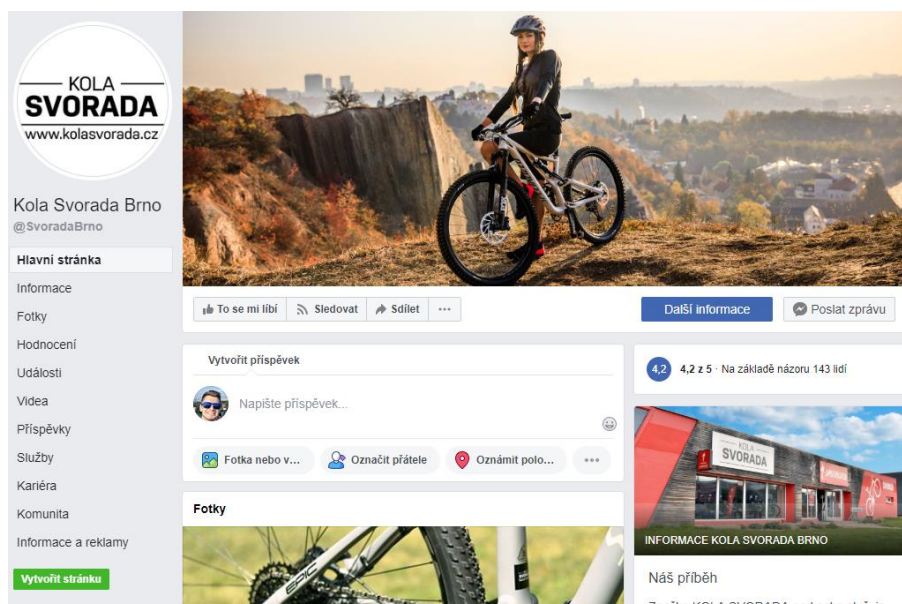 KOLA
SVORADA
www.kolasvorada.cz
Kola Svorada Brno
@SvoradaBrno
Hlavní stránka
Informace
Fotky
Hodnocení
Události
Videa
Příspěvky
Služby
Kariéra
Komunita
Informace a reklamy
Vytvořit stránku
To se mi líbí
Sledovat
Sdílet
Další informace
Poslat zprávu
Vytvořit příspěvek
Napište příspěvek...
Fotka nebo v...
Označit přátele
Oznámit polo...
Fotky
EPIC
4,2
4,2 z 5 · Na základě názoru 143 lidí
KOLA
SVORADA
INFORMACE KOLA SVORADA BRNO
Náš příběh